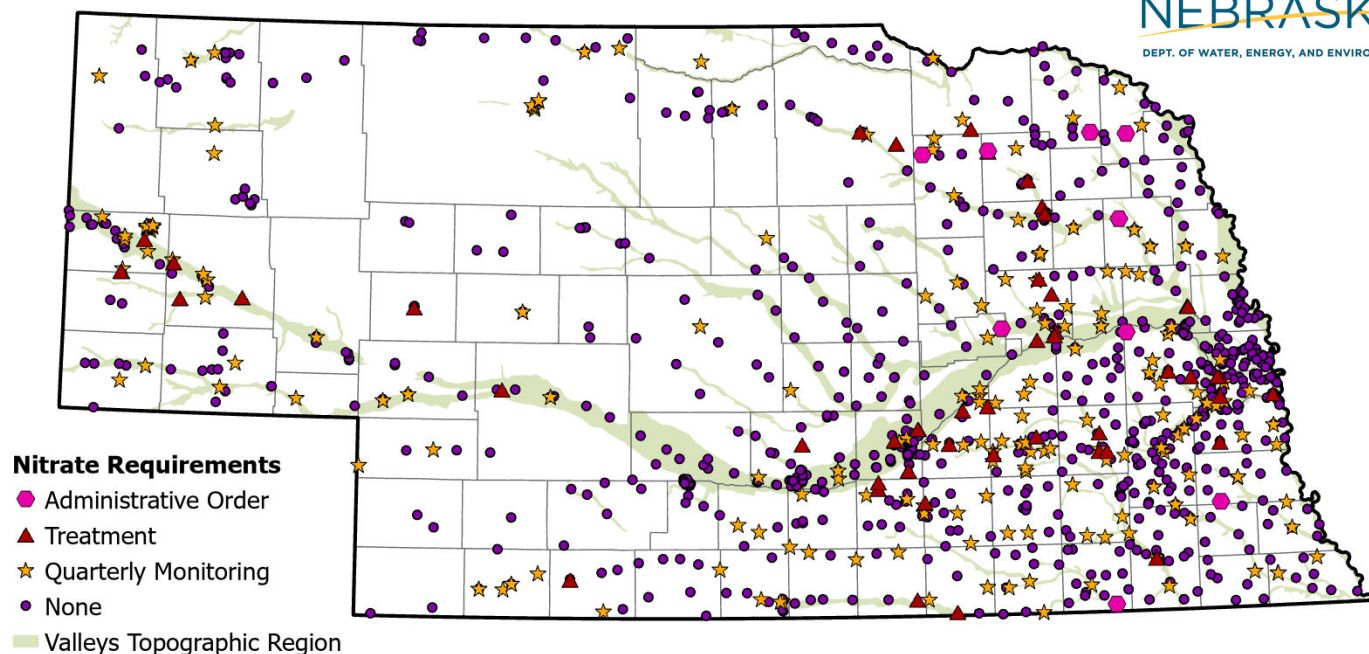 NEBRASK
DEPT. OF WATER, ENERGY, AND ENVIRO
Nitrate Requirements
Administrative Order
Treatment
Quarterly Monitoring
None
Valleys Topographic Region